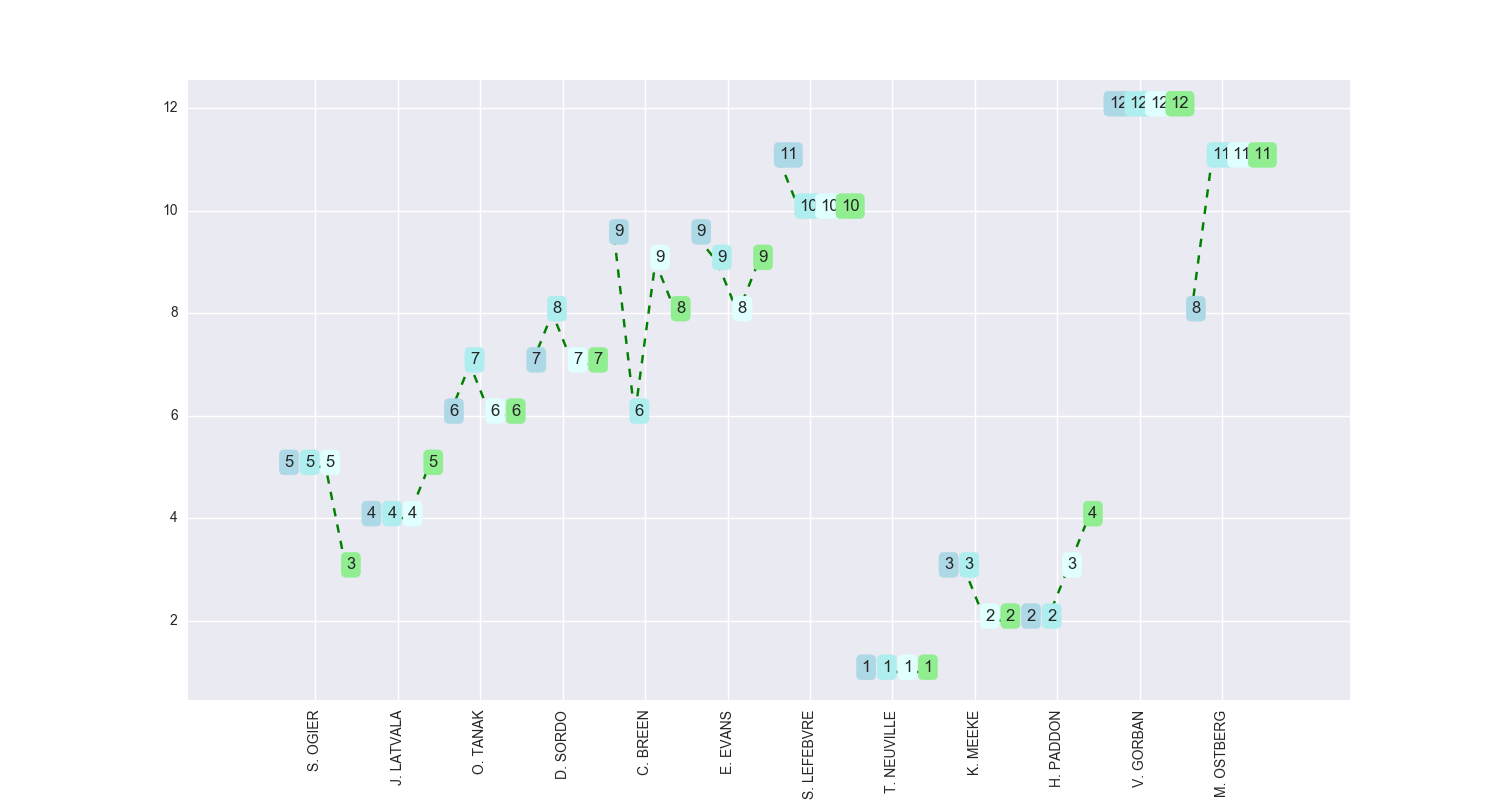 12
12 12 12 12
11
11 11 11
10
10 10 10
9
9
9
9
9
8
8
8
8
8
8
7
7
7 7
7
6
6
6 6
6
5 5 5
5
4
4 4 4
4
3
3 3
3
2
2 2 2 2
1 1 1 1
S. OGIER
J. LATVALA
O. TANAK
D. SORDO
C. BREEN
E. EVANS
S. LEFEBVRE
T. NEUVILLE
K. MEEKE
H. PADDON
V. GORBAN
M. OSTBERG